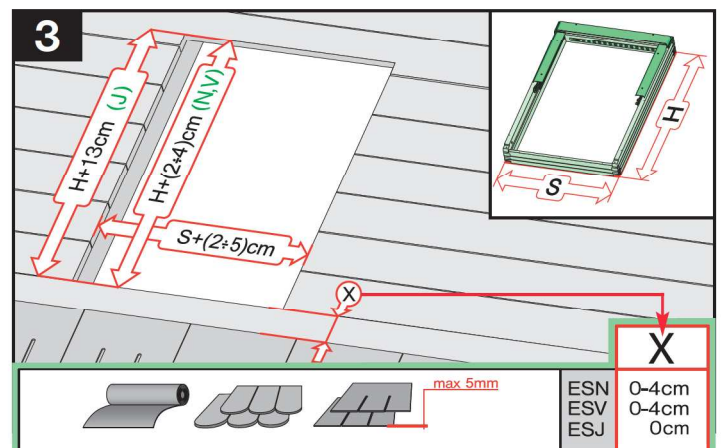 3
H+13cm (J)
H+(2÷4)cm (N,V)
S+(2÷5)cm
H
S
X
X
max 5mm
ESN 0-4cm
ESV 0-4cm
ESJ 0cm